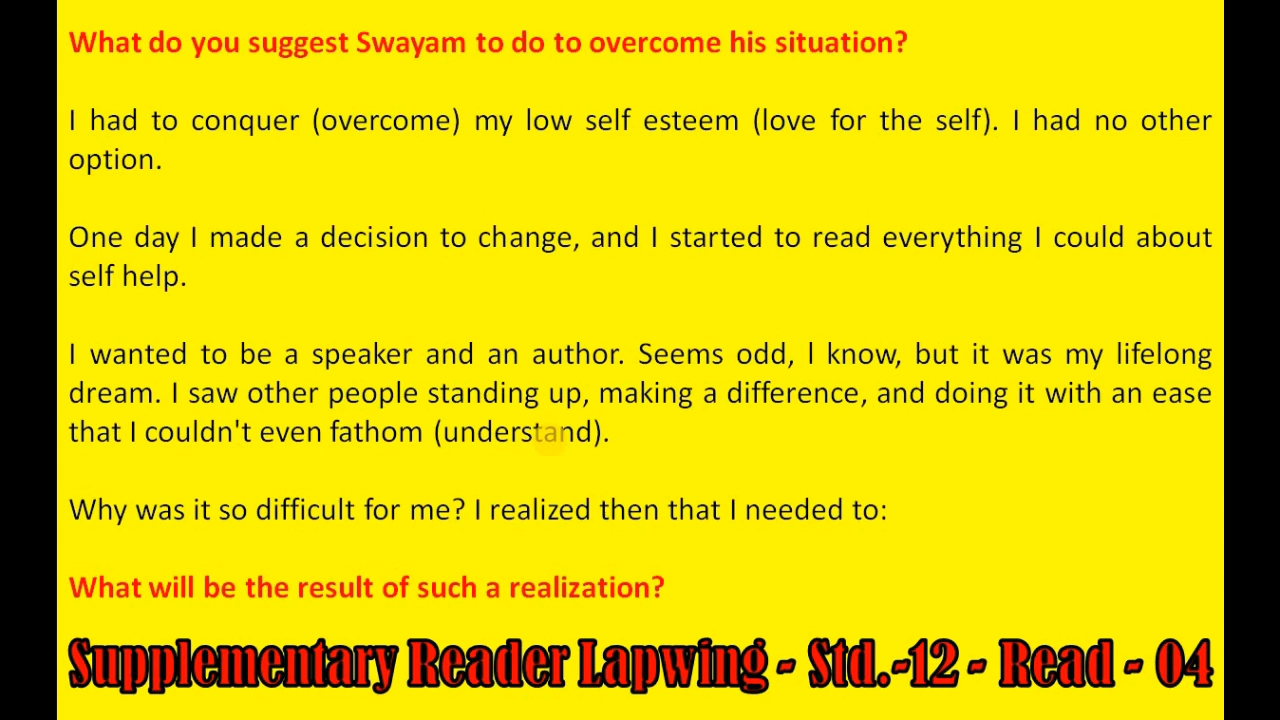 What do you suggest Swayam to do to overcome his situation?
I had to conquer (overcome) my low self esteem (love for the self). I had no other
option.
One day I made a decision to change, and I started to read everything I could about
self help.
I wanted to be a speaker and an author. Seems odd, l know, but it was my lifelong
dream. I saw other people standing up, making a difference, and doing it with an ease
that I couldn't even fathom (understand).
Why was it so difficult for me? I realized then that I needed to:
What will be the result of such a realization?
Supplementary Reader Lapwing - Std.-12 - Read - 04